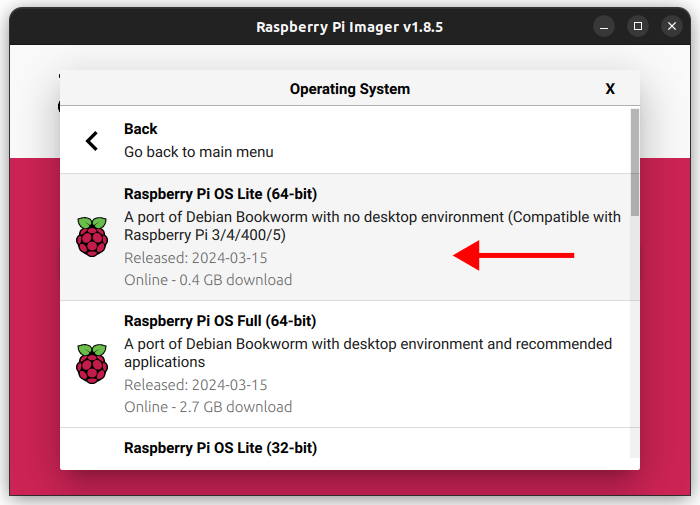 Raspberry Pi Imager v1.8.5
Operating System
X
Back
Go back to main menu
Raspberry Pi OS Lite (64-bit)
A port of Debian Bookworm with no desktop environment (Compatible with
Raspberry Pi 3/4/400/5)
Released: 2024-03-15
Online - 0.4 GB download
Raspberry Pi OS Full (64-bit)
A port of Debian Bookworm with desktop environment and recommended
applications
Released: 2024-03-15
Online - 2.7 GB download
Raspberry Pi OS Lite (32-bit)